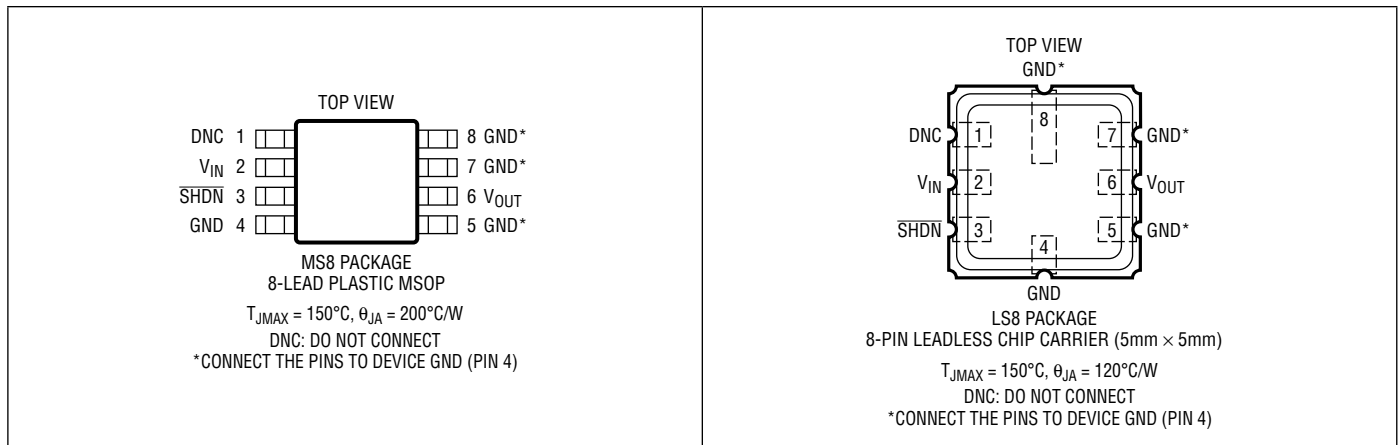 TOP VIEW
DNC 1
V_IN 2
S̅H̅D̅N̅ 3
GND 4
8 GND*
7 GND*
6 V_OUT
5 GND*
MS8 PACKAGE
8-LEAD PLASTIC MSOP
T_JMAX = 150°C, θ_JA = 200°C/W
DNC: DO NOT CONNECT
*CONNECT THE PINS TO DEVICE GND (PIN 4)
TOP VIEW
GND*
8
DNC 1
7 GND*
V_IN 2
6 V_OUT
S̅H̅D̅N̅ 3
5 GND*
4
GND
LS8 PACKAGE
8-PIN LEADLESS CHIP CARRIER (5mm × 5mm)
T_JMAX = 150°C, θ_JA = 120°C/W
DNC: DO NOT CONNECT
*CONNECT THE PINS TO DEVICE GND (PIN 4)